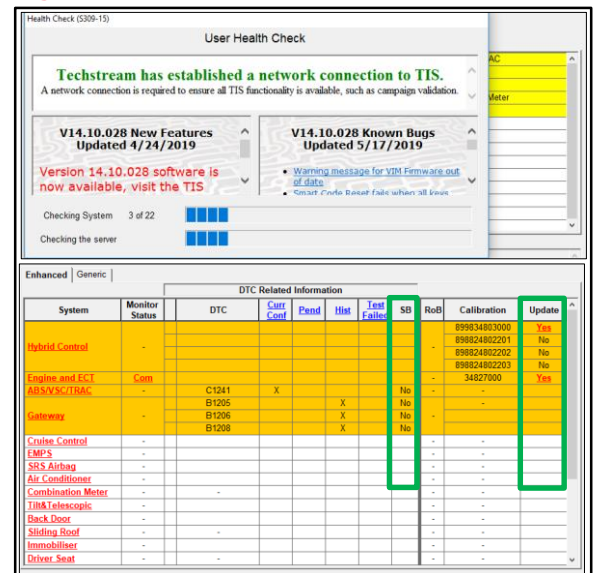 Health Check (S309-15)
User Health Check
AC
Techstream has established a network connection to TIS.
A network connection is required to ensure all TIS functionality is available, such as campaign validation.
Meter
V14.10.028 New Features
Updated 4/24/2019
Version 14.10.028 software is
now available, visit the TIS
V14.10.028 Known Bugs
Updated 5/17/2019
Warning message for VIM Firmware out
of date
Smart Code Reset fails when all keys
Checking System 3 of 22
Checking the server
Enhanced Generic
DTC Related Information
System Monitor Status DTC Curr Conf Pend Hist Test Failed SB RoB Calibration Update
899834803000 Yes
Hybrid Control - - 898824802201 No
898824802202 No
898824802203 No
Engine and ECT Com - 34827000 Yes
ABS/VSC/TRAC - C1241 X No - -
B1205 X No -
Gateway - B1206 X No -
B1208 X No
Cruise Control - - -
EMPS - - -
SRS Airbag - - -
Air Conditioner - - -
Combination Meter - - - -
Tilt&Telescopic - - -
Back Door - - -
Sliding Roof - - - -
Immobiliser - - -
Driver Seat - - - -